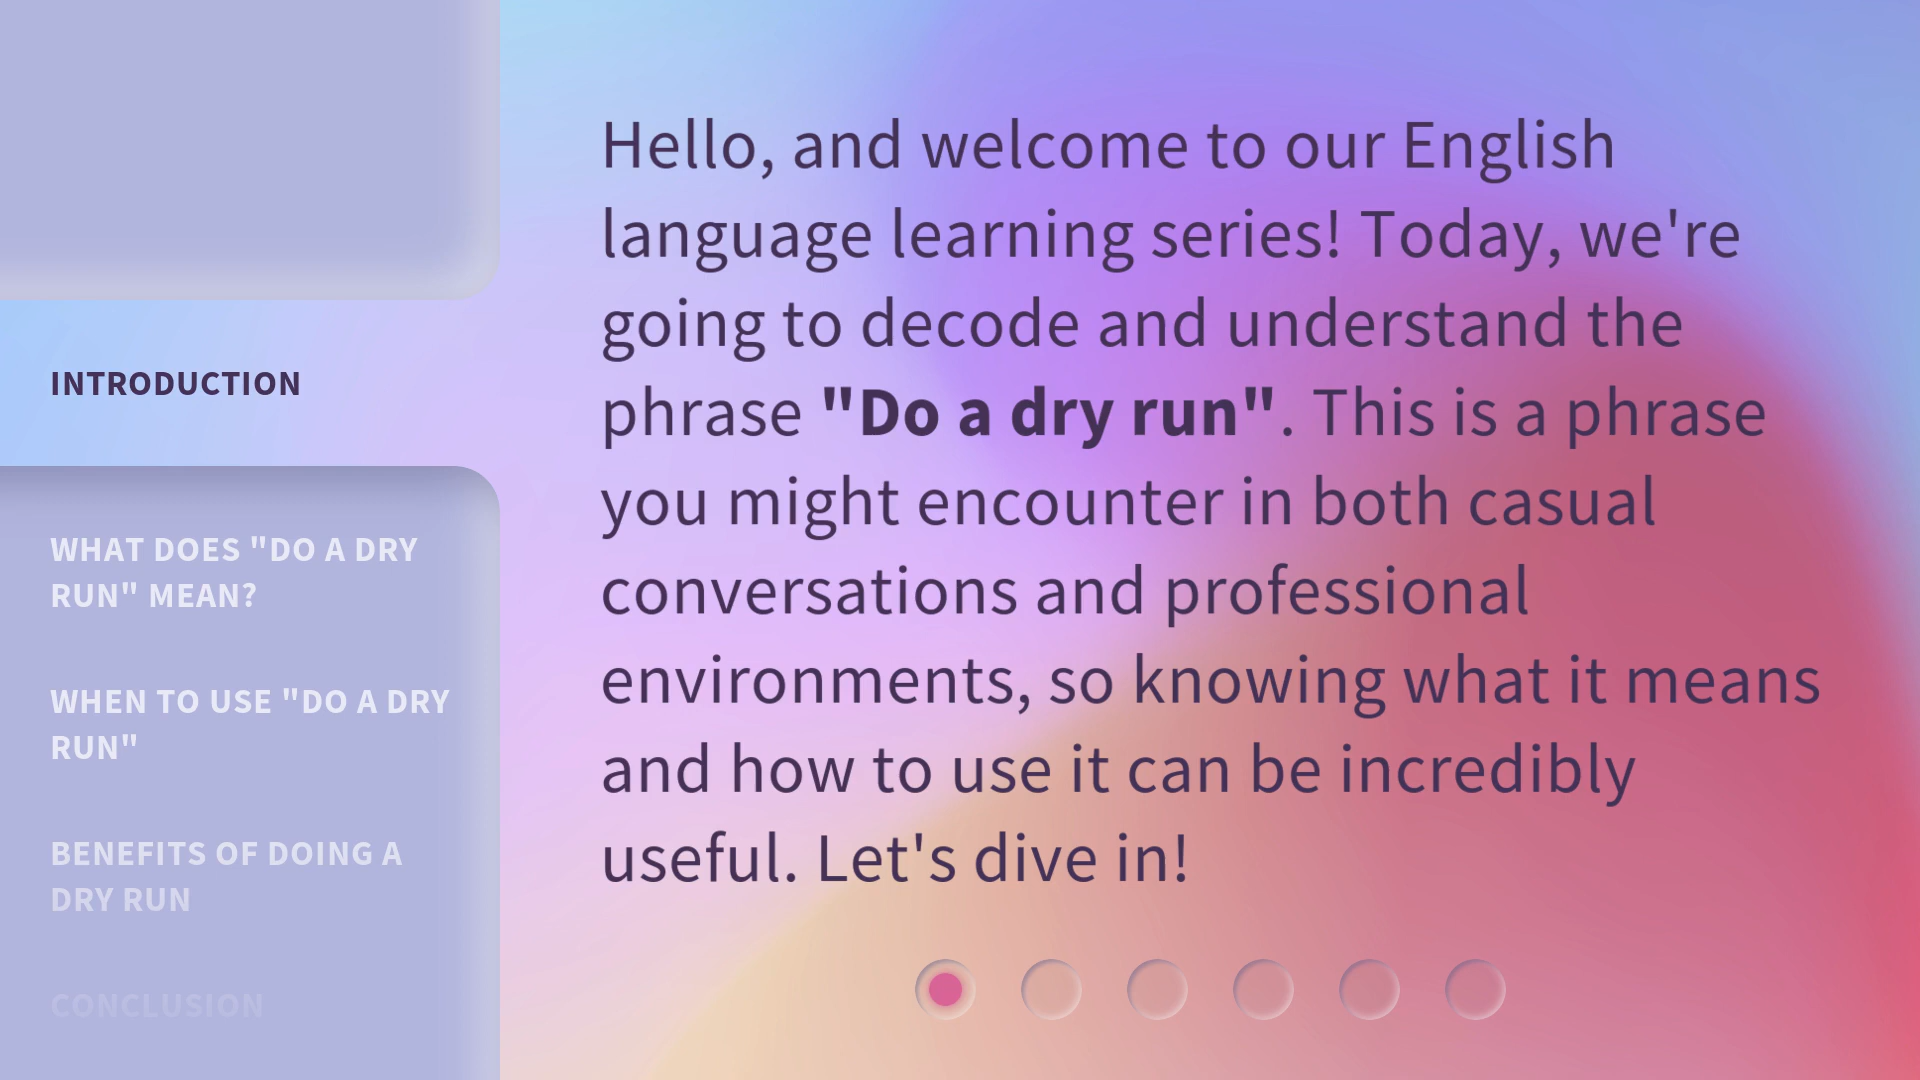 INTRODUCTION
WHAT DOES "DO A DRY
RUN" MEAN?
WHEN TO USE "DO A DRY
RUN"
BENEFITS OF DOING A
DRY RUN
CONCLUSION
Hello, and welcome to our English
language learning series! Today, we're
going to decode and understand the
phrase "Do a dry run". This is a phrase
you might encounter in both casual
conversations and professional
environments, so knowing what it means
and how to use it can be incredibly
useful. Let's dive in!